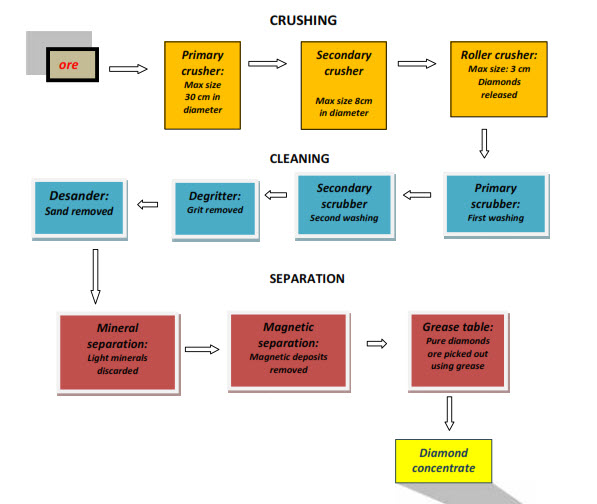 CRUSHING
ore
Primary
crusher:
Max size
30 cm in
diameter
Secondary
crusher
Max size 8cm
in diameter
Roller crusher:
Max size: 3 cm
Diamonds
released
CLEANING
Desander:
Sand removed
Degritter:
Grit removed
Secondary
scrubber
Second washing
Primary
scrubber:
First washing
SEPARATION
Mineral
separation:
Light minerals
discarded
Magnetic
separation:
Magnetic deposits
removed
Grease table:
Pure diamonds
ore picked out
using grease
Diamond
concentrate